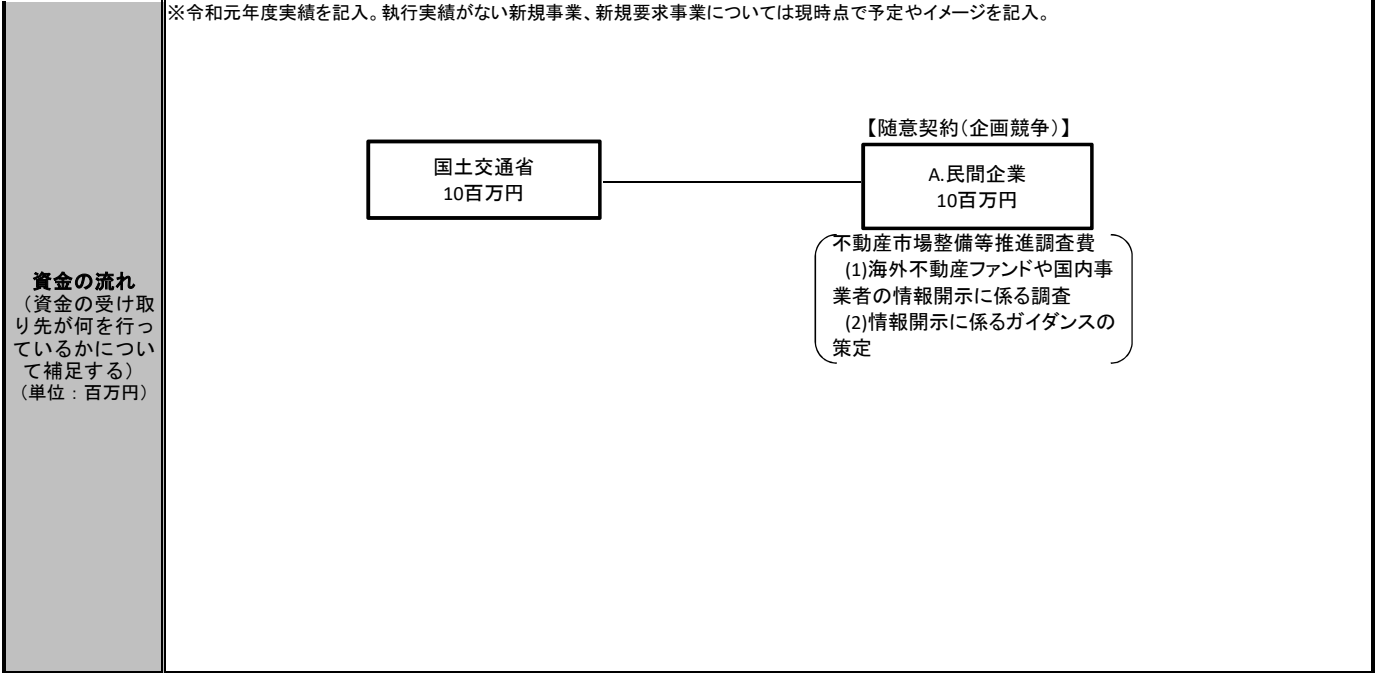 ※令和元年度実績を記入。執行実績がない新規事業、新規要求事業については現時点で予定やイメージを記入。
資金の流れ
（資金の受け取
り先が何を行っ
ているかについ
て補足する）
（単位：百万円）
国土交通省
10百万円
【随意契約（企画競争）】
A.民間企業
10百万円
不動産市場整備等推進調査費
(1)海外不動産ファンドや国内事
業者の情報開示に係る調査
(2)情報開示に係るガイダンスの
策定